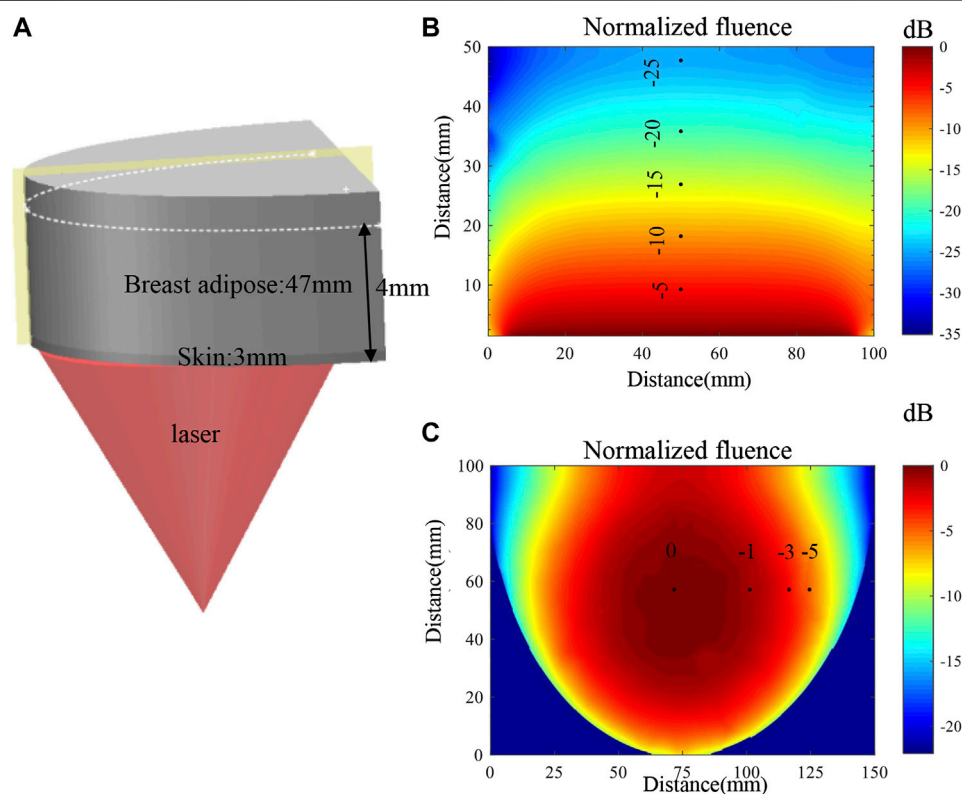 A
Breast adipose:47mm
4mm
Skin:3mm
laser
B
Normalized fluence
dB
50
40
30
20
10
Distance(mm)
-25
-20
-15
-10
-5
0 20 40 60 80 100
Distance(mm)
0
-5
-10
-15
-20
-25
-30
-35
C
Normalized fluence
dB
100
80
60
40
20
0
Distance(mm)
0 -1 -3 -5
0 25 50 75 100 125 150
Distance(mm)
0
-5
-10
-15
-20